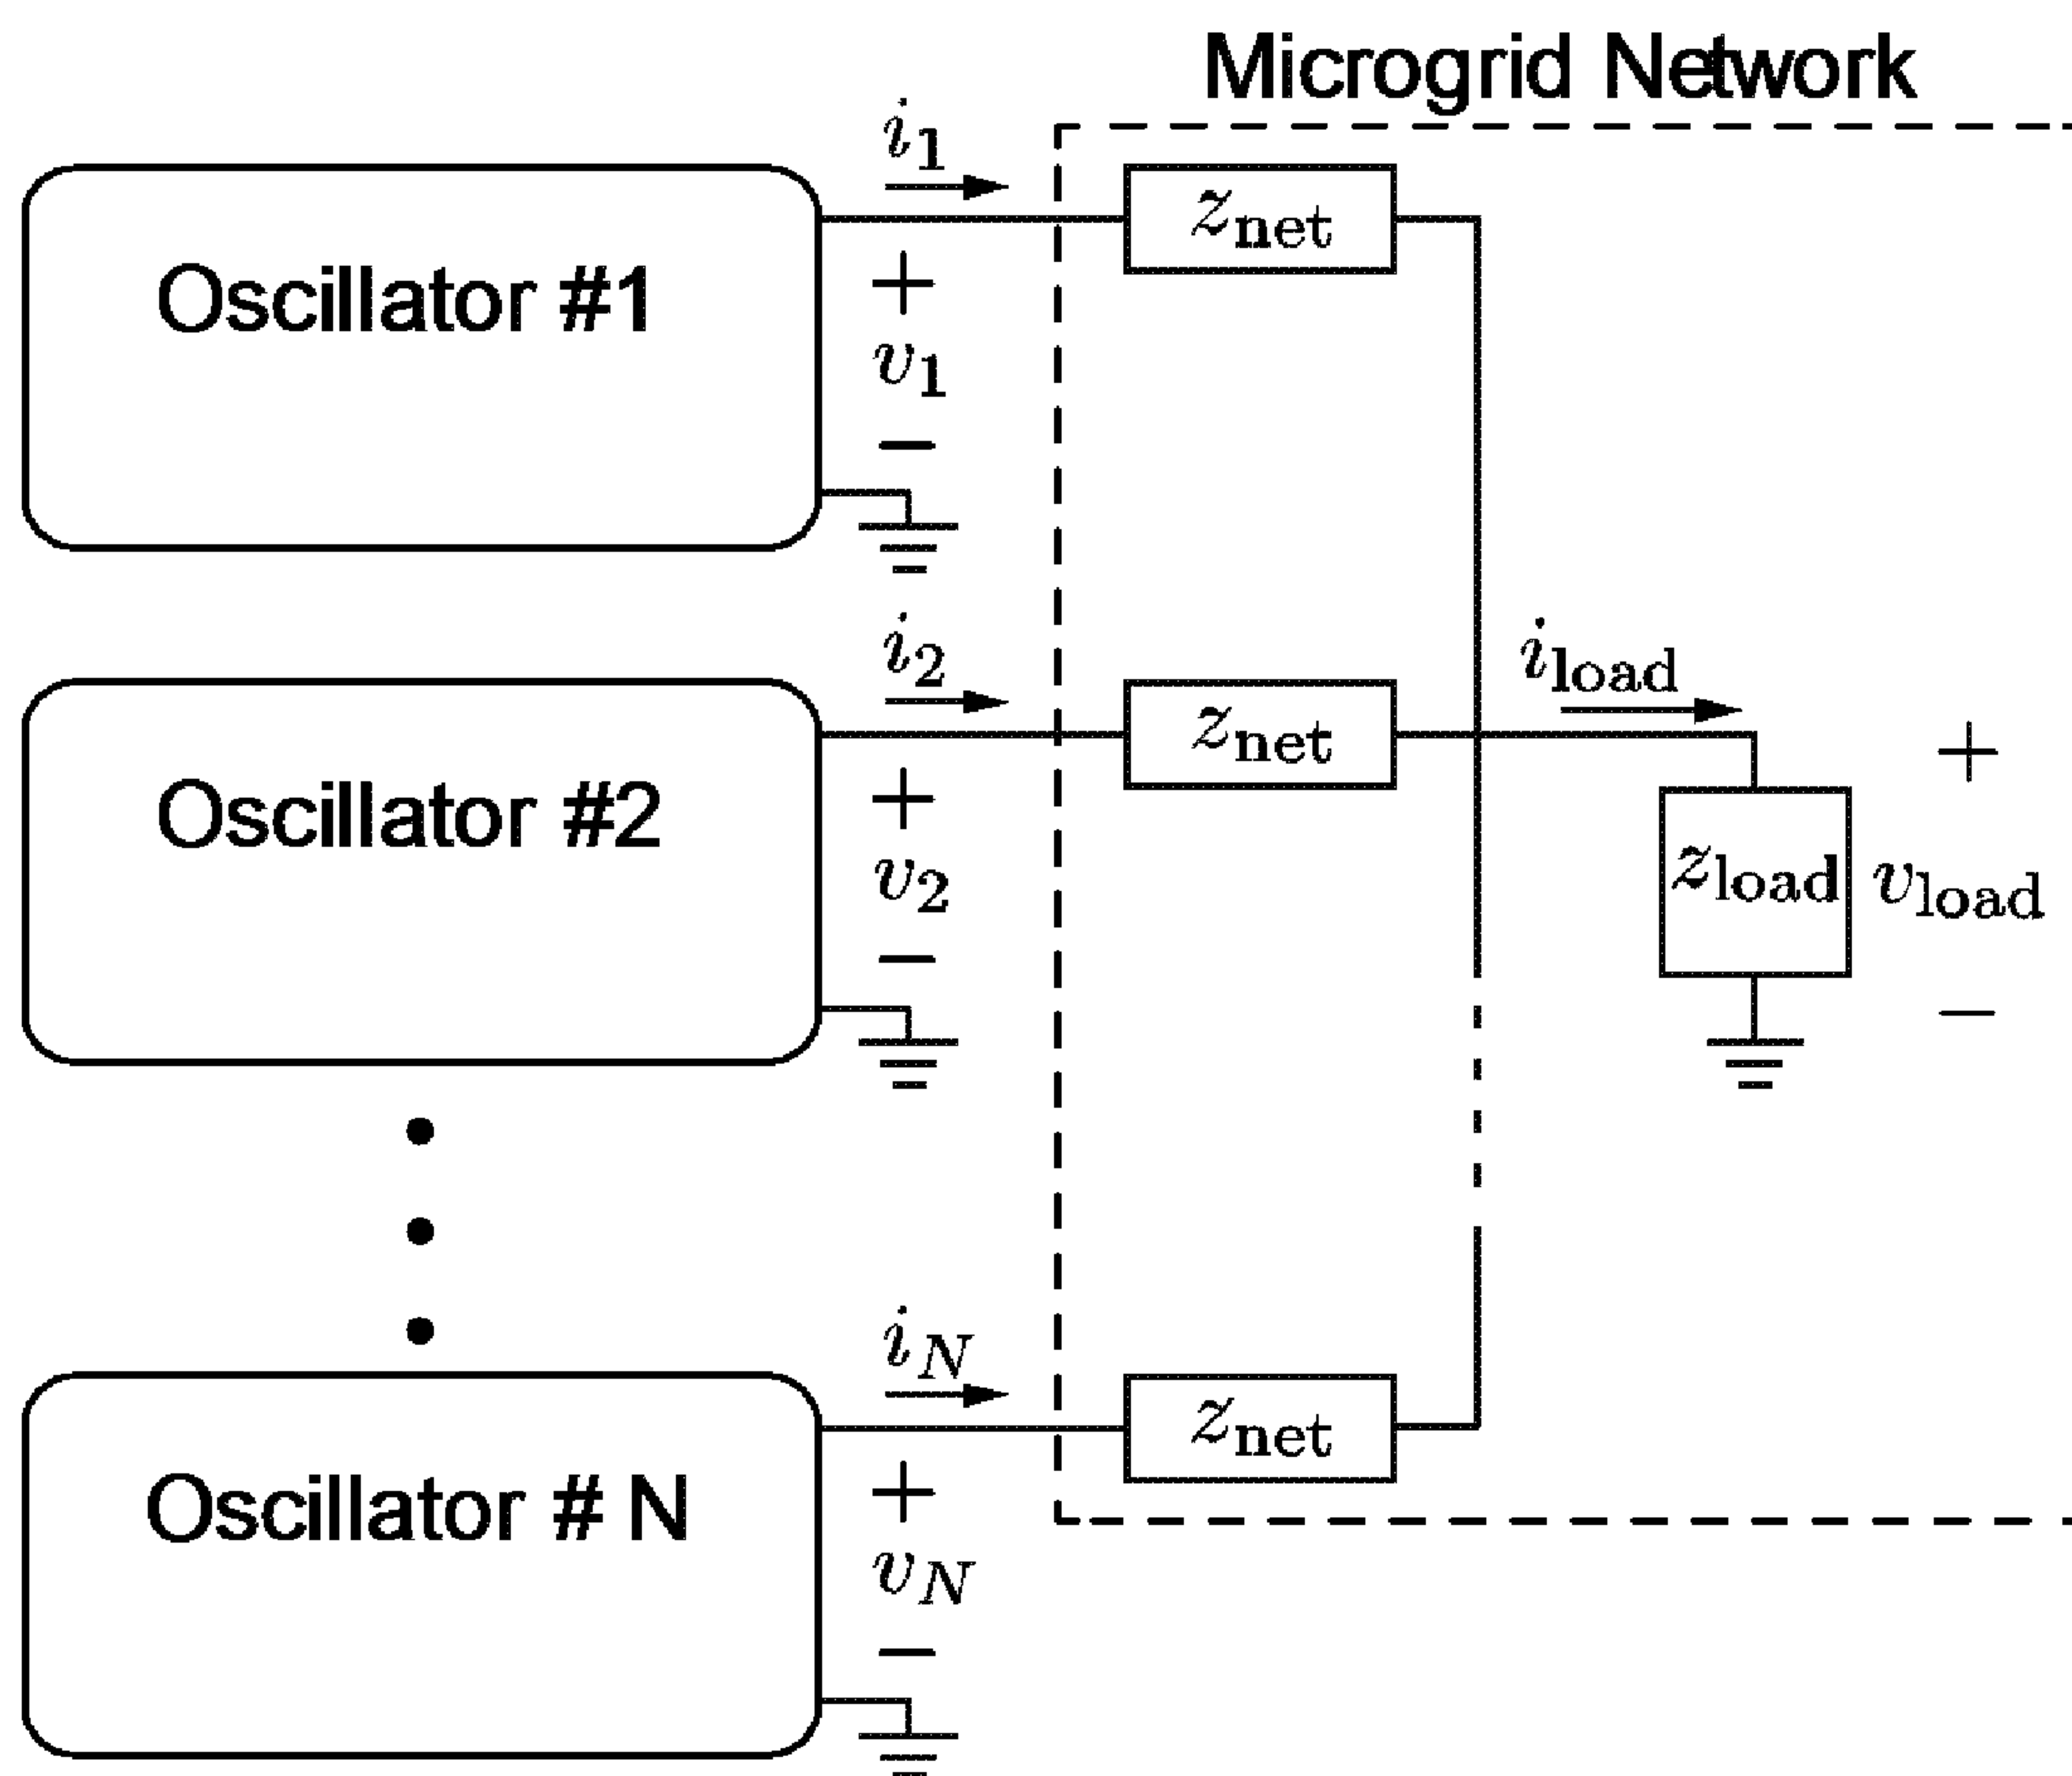 Microgrid Network
i1
znet
Oscillator #1
+
v1
−
i2
znet
iload
Oscillator #2
+
v2
−
+
zload
vload
−
iN
znet
Oscillator # N
+
vN
−